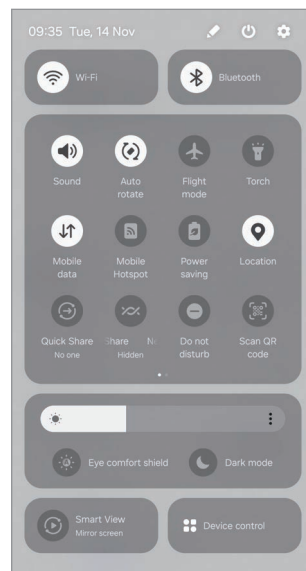 09:35 Tue, 14 Nov
Wi-Fi
Bluetooth
Sound
Auto
rotate
Flight
mode
Torch
Mobile
data
Mobile
Hotspot
Power
saving
Location
Quick Share
No one
Share
Hidden
Do not
disturb
Scan QR
code
Eye comfort shield
Dark mode
Smart View
Mirror screen
Device control